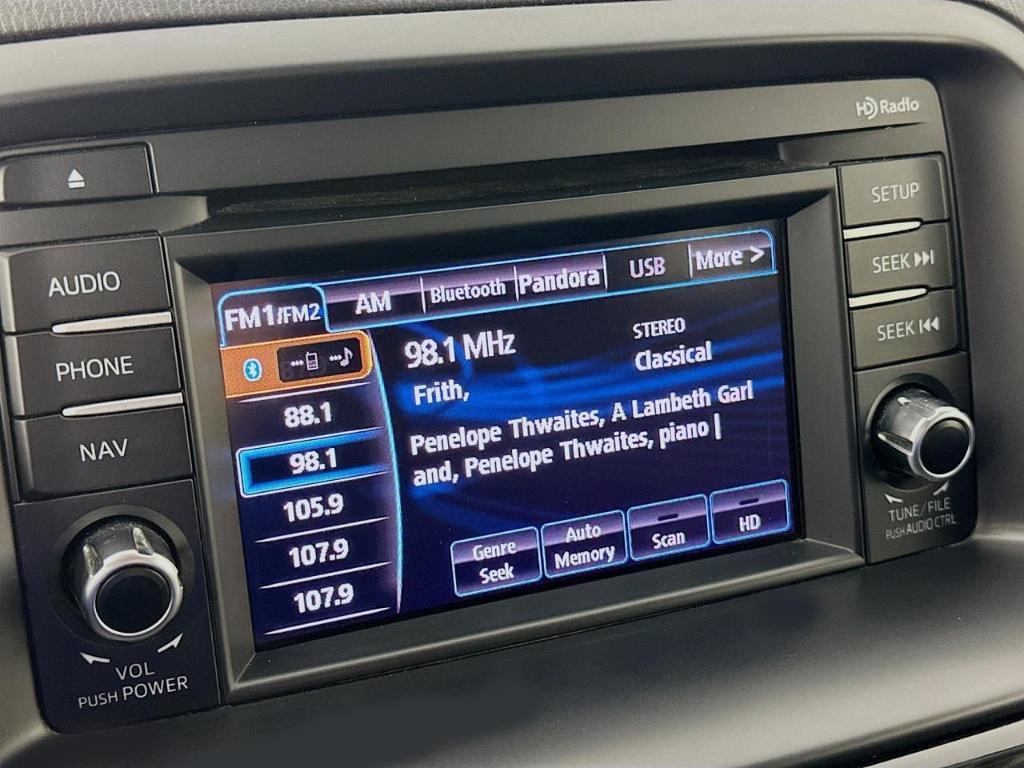 HD Radio
SETUP
AUDIO
SEEK
SEEK
PHONE
NAV
FM1/FM2
AM
Bluetooth
Pandora
USB
More >
98.1 MHz
STEREO
Classical
Frith,
Penelope Thwaites, A Lambeth Garl
and, Penelope Thwaites, piano |
88.1
98.1
105.9
107.9
107.9
Genre
Seek
Auto
Memory
Scan
HD
VOL
PUSH POWER
TUNE/FILE
PUSH AUDIO CTRL